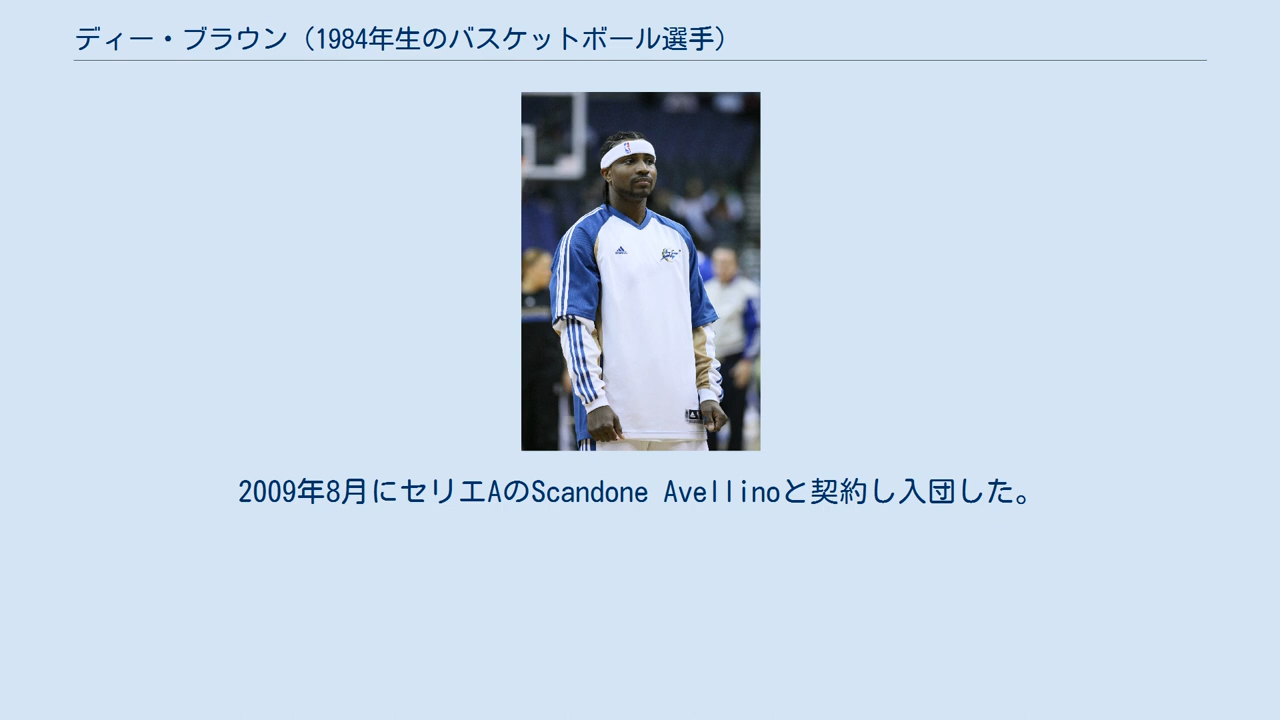 ディー・ブラウン（1984年生のバスケットボール選手）
2009年8月にセリエAのScandone Avellinoと契約し入団した。